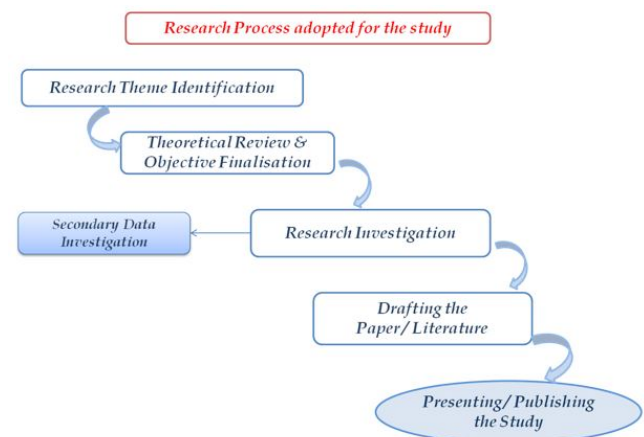 Research Process adopted for the study
Research Theme Identification
Theoretical Review &
Objective Finalisation
Secondary Data
Investigation
Research Investigation
Drafting the
Paper/ Literature
Presenting/ Publishing
the Study